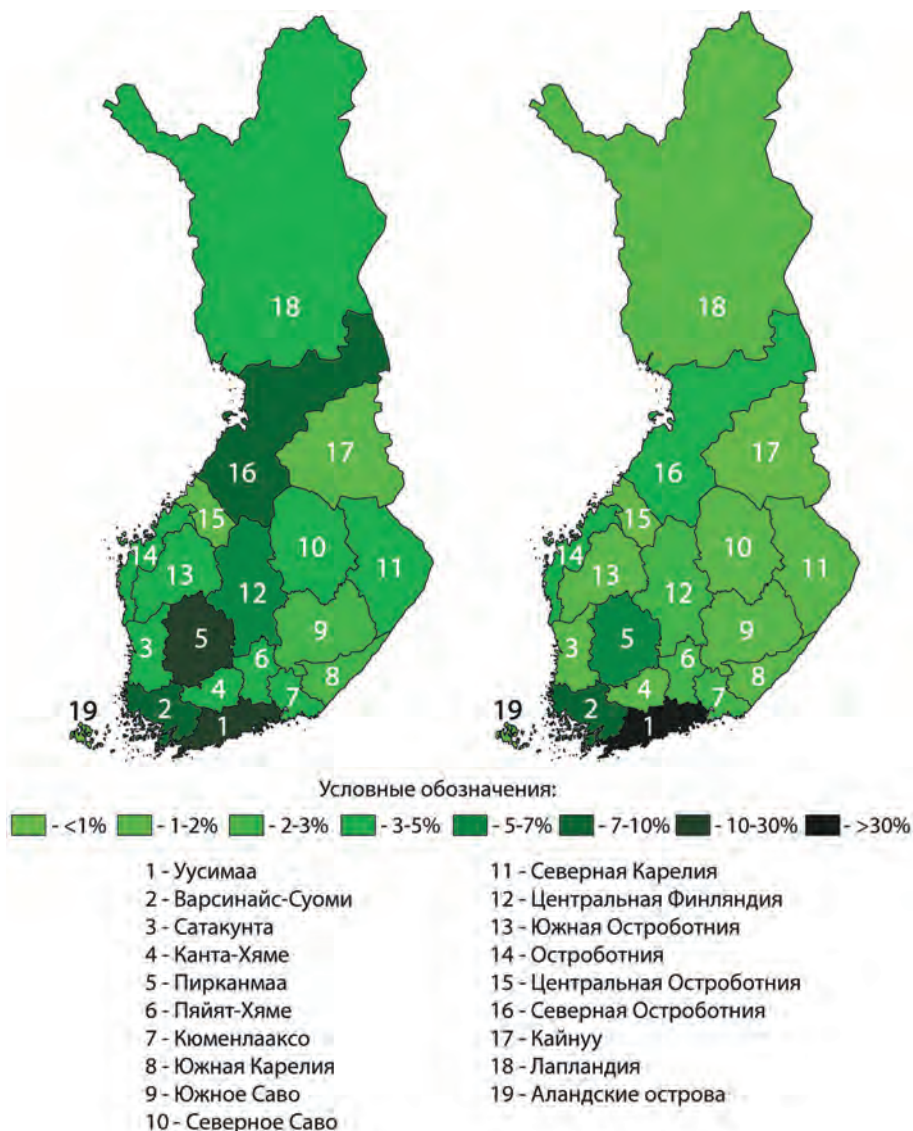 18
18
17
17
16
16
15
15
14
14
13
13
12
12
10
10
11
11
5
5
9
9
3
3
6
6
8
8
4
4
7
7
2
2
1
1
19
19
Условные обозначения:
- <1% - 1-2% - 2-3% - 3-5% - 5-7% - 7-10% - 10-30% - >30%
1 - Уусимаа
2 - Варсинайс-Суоми
3 - Сатакунта
4 - Канта-Хяме
5 - Пирканмаа
6 - Пяйят-Хяме
7 - Кюменлааксо
8 - Южная Карелия
9 - Южное Саво
10 - Северное Саво
11 - Северная Карелия
12 - Центральная Финляндия
13 - Южная Остроботния
14 - Остроботния
15 - Центральная Остроботния
16 - Северная Остроботния
17 - Кайнуу
18 - Лапландия
19 - Аландские острова